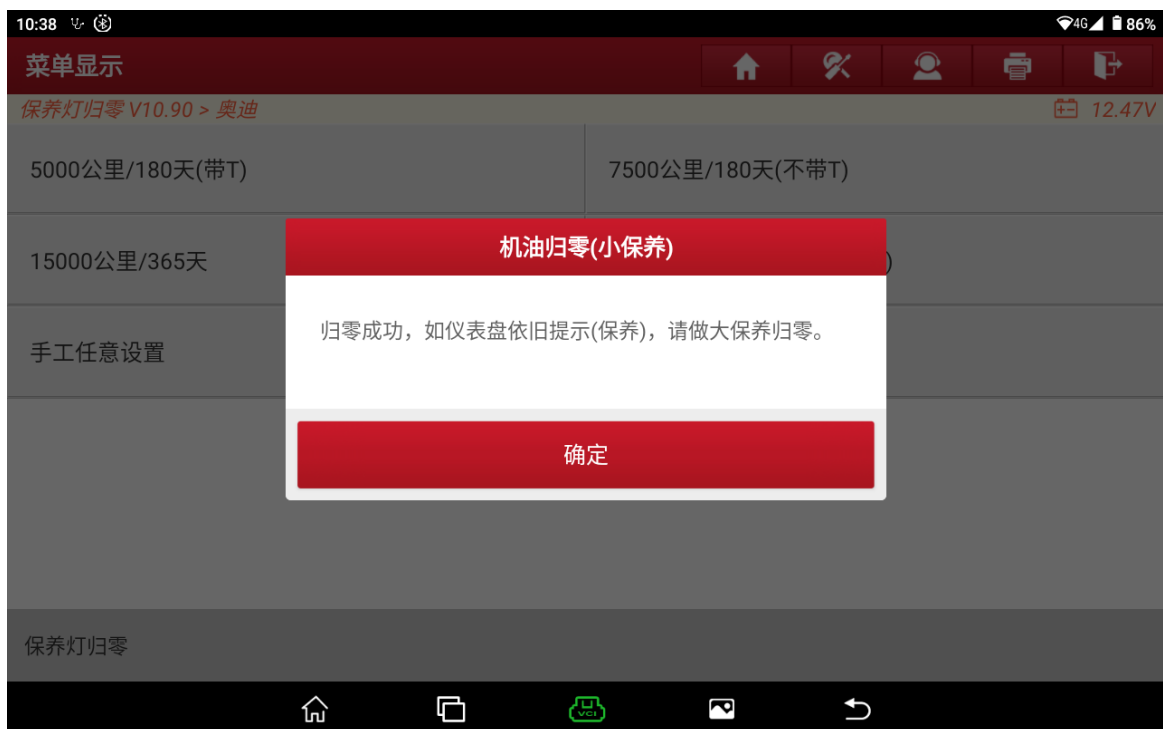 10:38
4G 86%
菜单显示
保养灯归零 V10.90 > 奥迪
12.47V
5000公里/180天(带T)
7500公里/180天(不带T)
机油归零(小保养)
15000公里/365天
)
归零成功，如仪表盘依旧提示(保养)，请做大保养归零。
手工任意设置
确定
保养灯归零
VCI